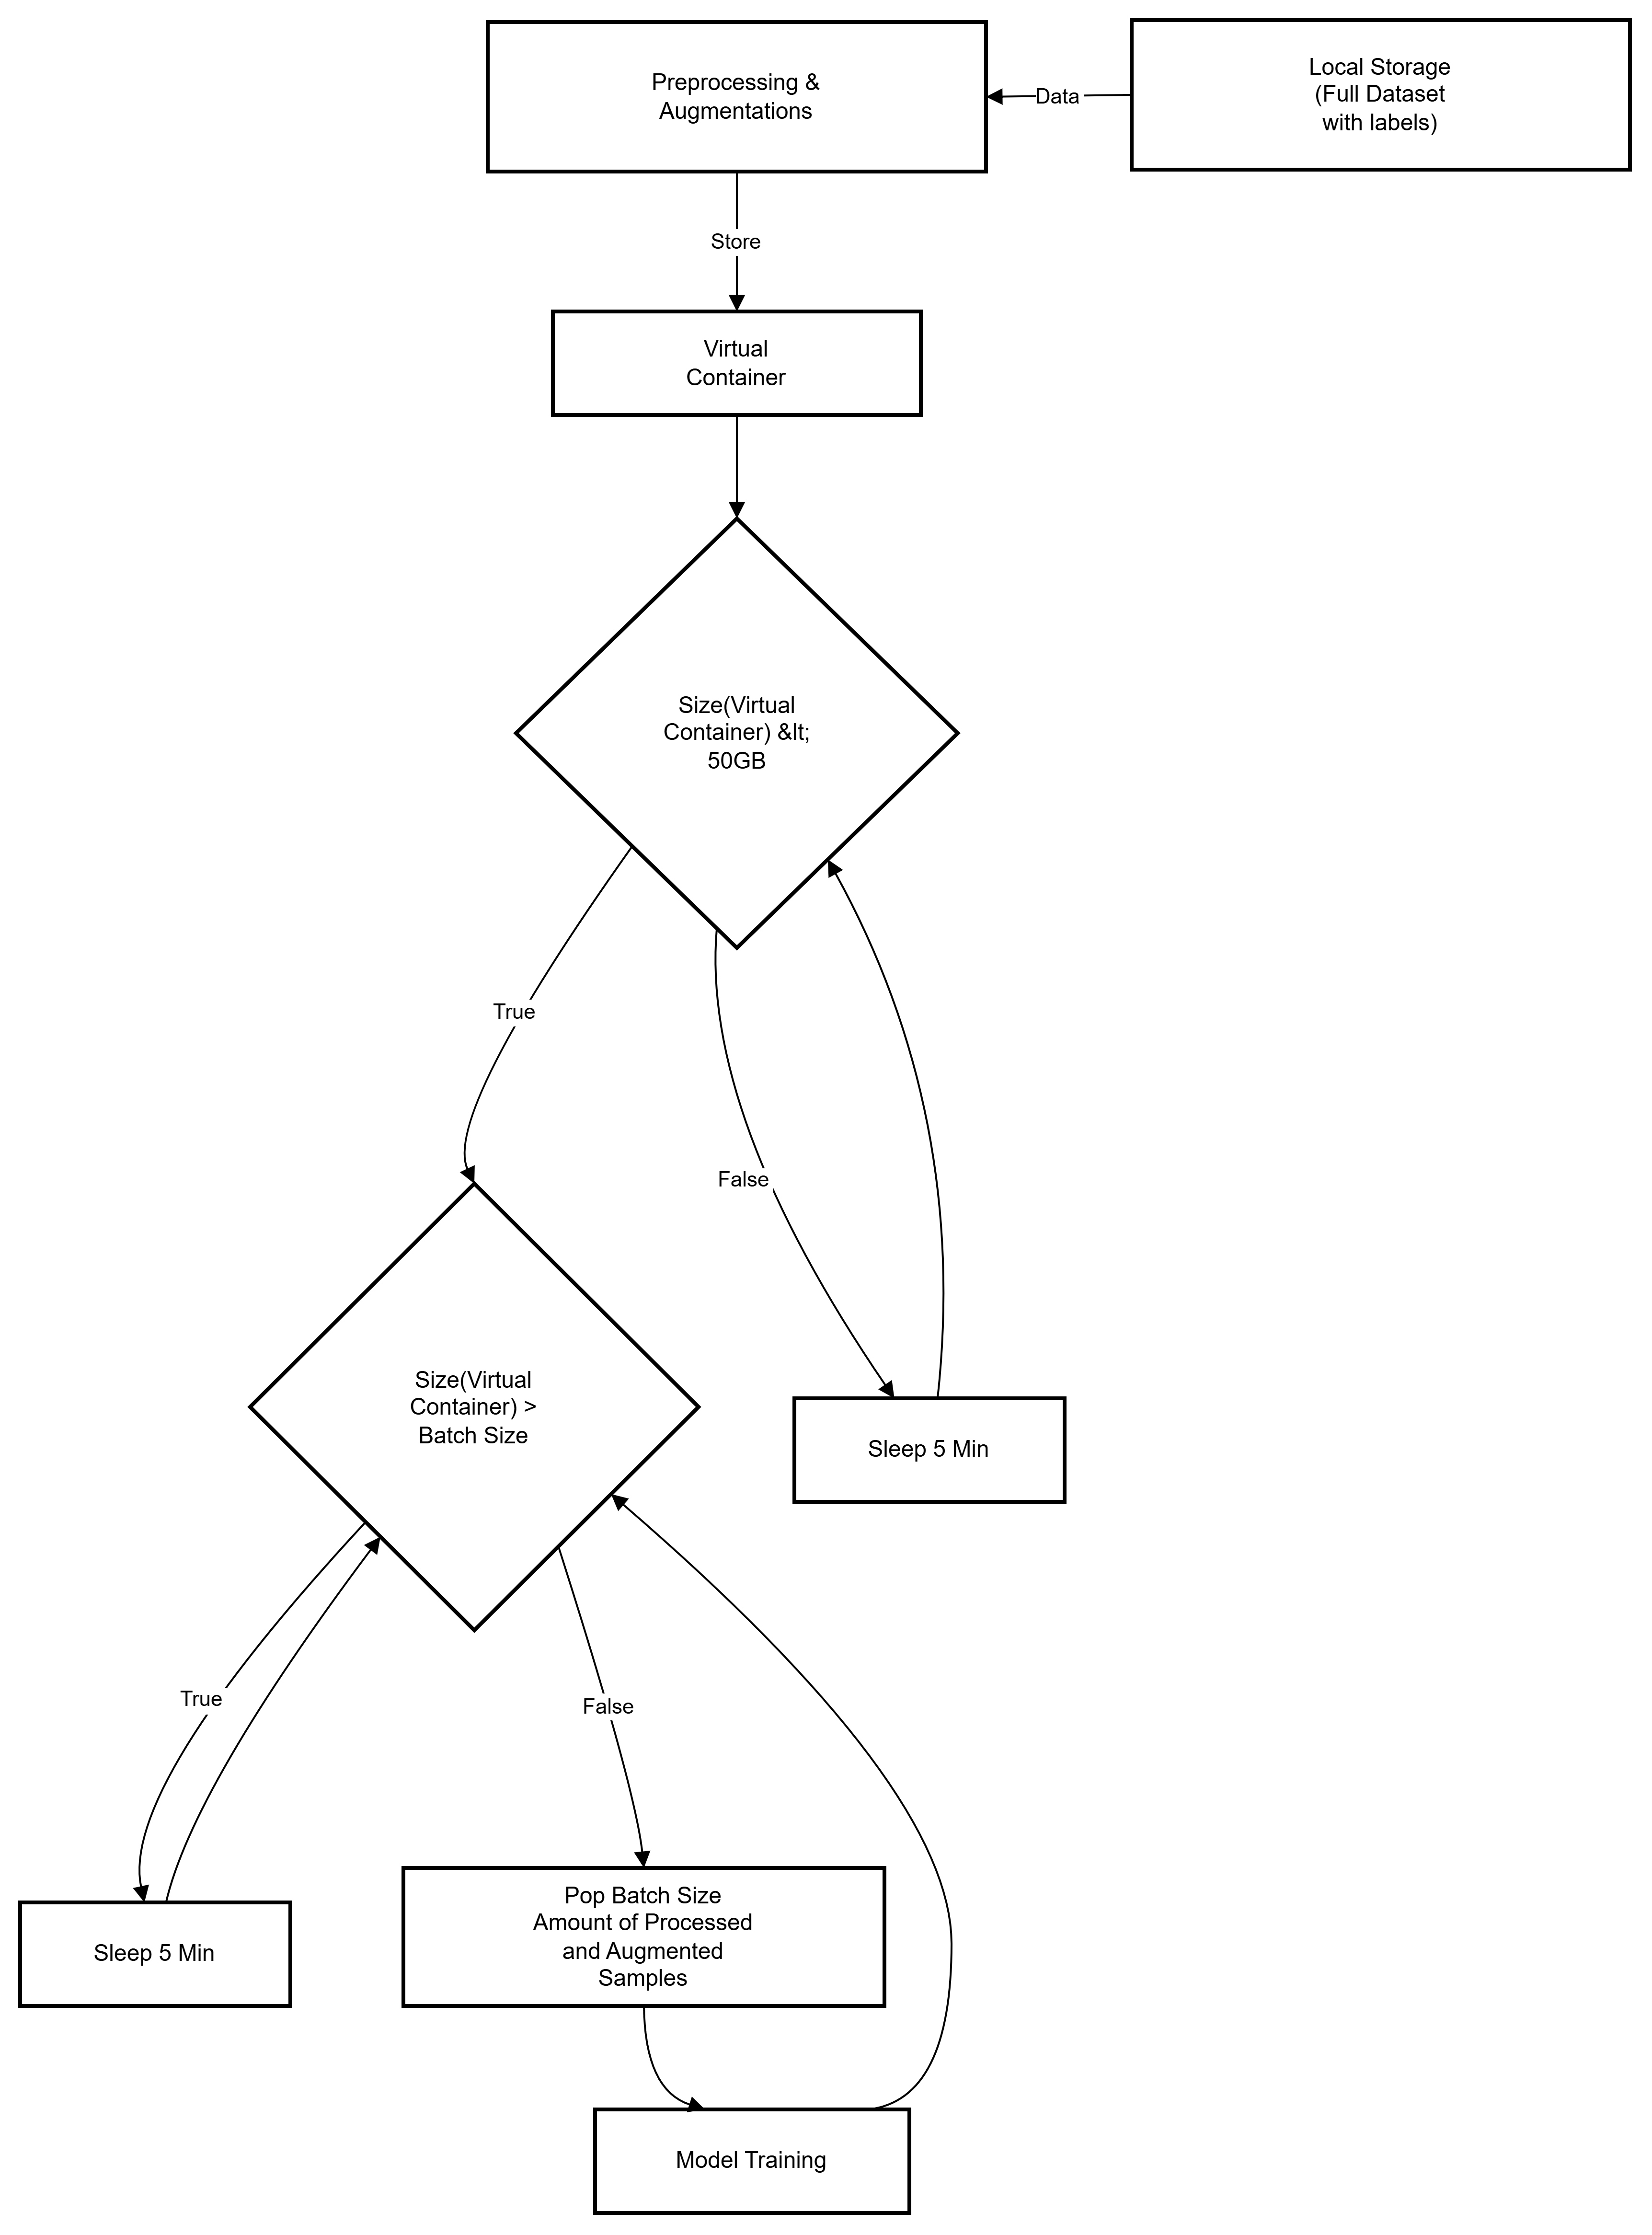 Preprocessing &
Augmentations
Data
Local Storage
(Full Dataset
with labels)
Store
Virtual
Container
Size(Virtual
Container) &lt;
50GB
True
False
Size(Virtual
Container) >
Batch Size
Sleep 5 Min
True
False
Pop Batch Size
Amount of Processed
and Augmented
Samples
Sleep 5 Min
Model Training